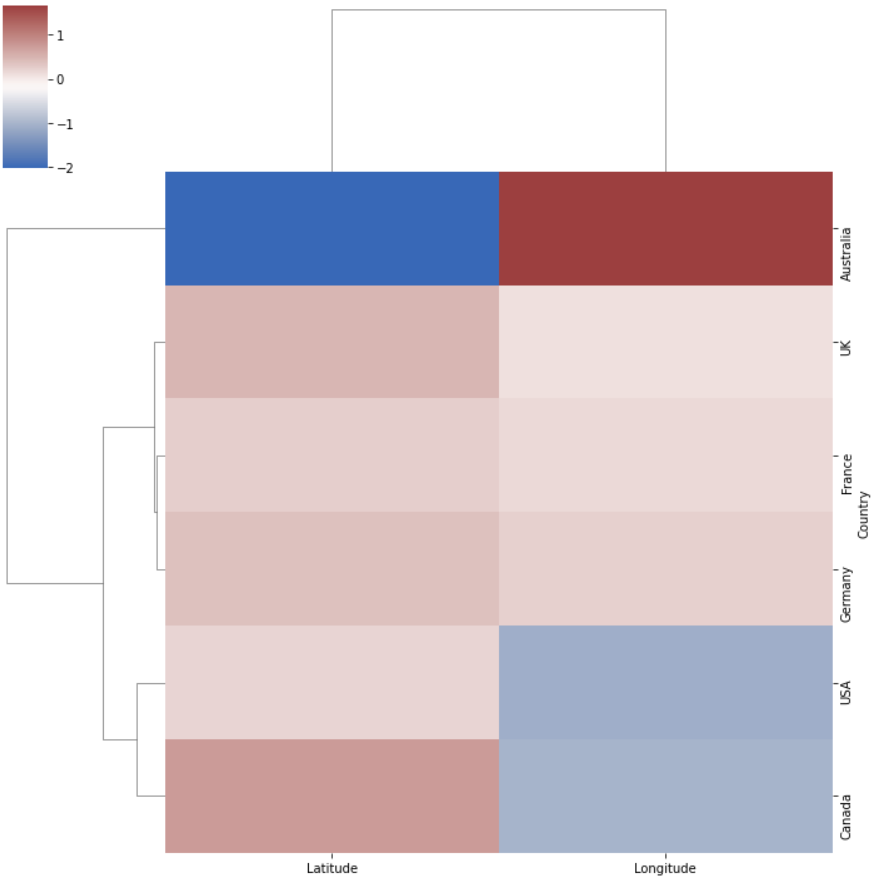 1
0
−1
−2
Australia
UK
France
Germany
USA
Canada
Country
Latitude
Longitude